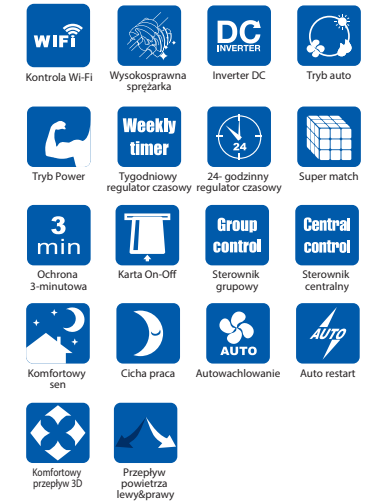 WiFi
DC
INVERTER
Kontrola Wi-Fi
Wysokosprawna
sprężarka
Inverter DC
Tryb auto
Weekly
timer
24
Tryb Power
Tygodniowy
regulator czasowy
24- godzinny
regulator czasowy
Super match
3
min
Group
control
Central
control
Ochrona
3-minutowa
Karta On-Off
Sterownik
grupowy
Sterownik
centralny
AUTO
AUTO
Komfortowy
sen
Cicha praca
Autowachlowanie
Auto restart
Komfortowy
przepływ 3D
Przepływ
powietrza
lewy&prawy